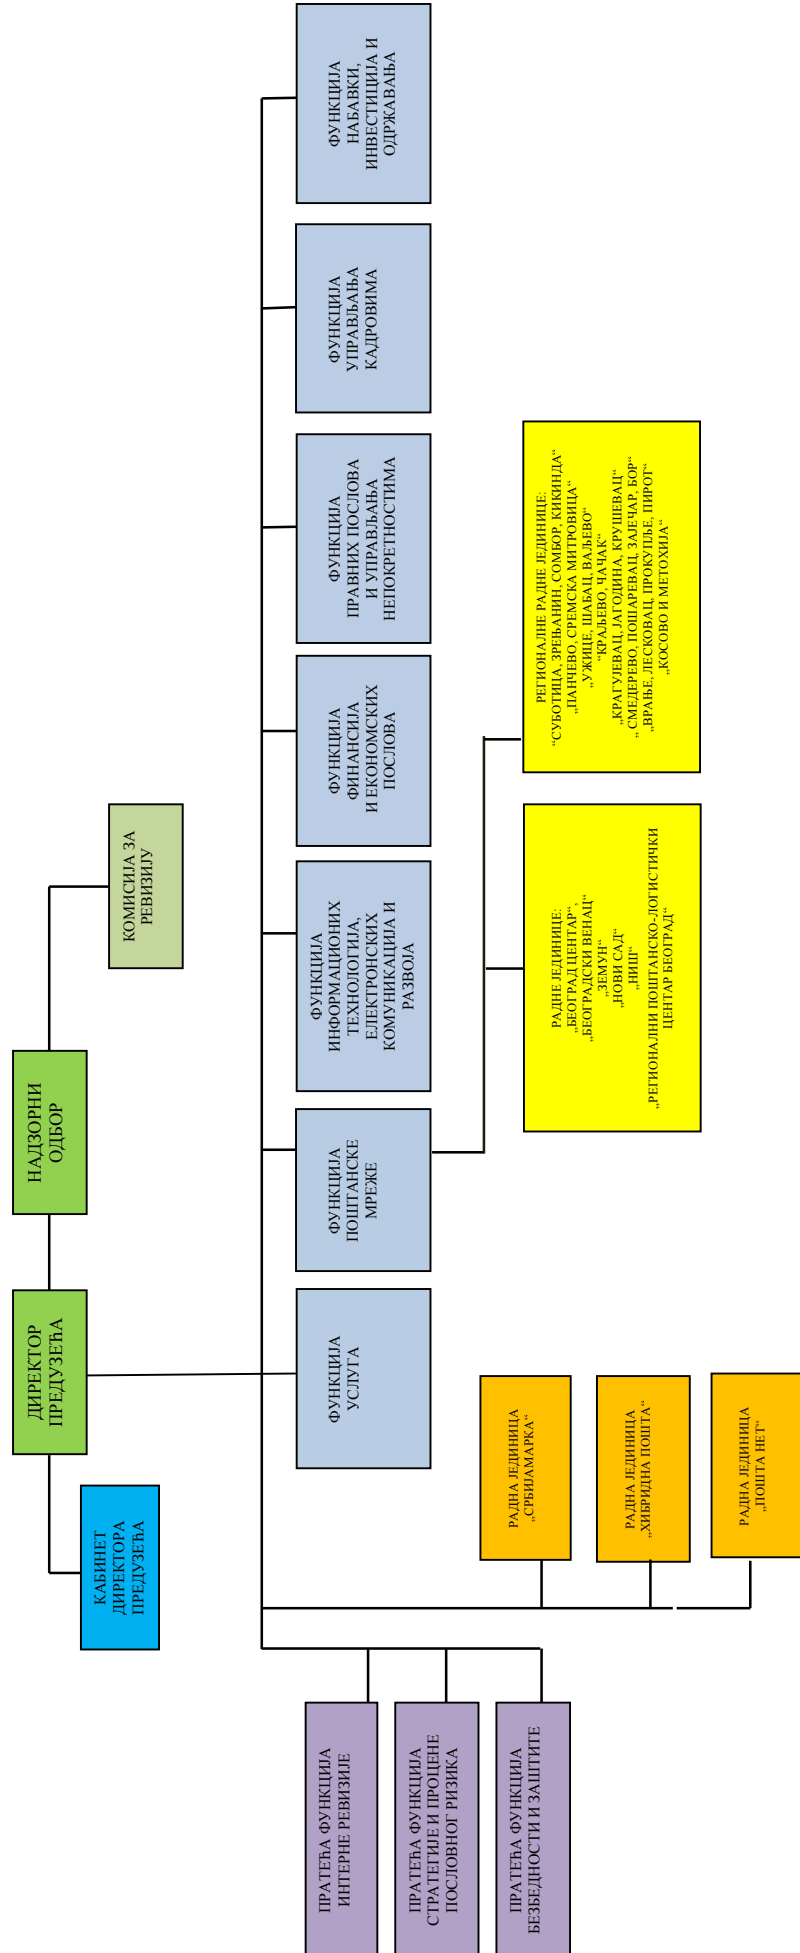 НАДЗОРНИ
ОДБОР
КОМИСИЈА ЗА
РЕВИЗИЈУ
ДИРЕКТОР
ПРЕДУЗЕЋА
КАБИНЕТ
ДИРЕКТОРА
ПРЕДУЗЕЋА
ПРАТЕЋА ФУНКЦИЈА
ИНТЕРНЕ РЕВИЗИЈЕ
ПРАТЕЋА ФУНКЦИЈА
СТРАТЕГИЈЕ И ПРОЦЕНЕ
ПОСЛОВНОГ РИЗИКА
ПРАТЕЋА ФУНКЦИЈА
БЕЗБЕДНОСТИ И ЗАШТИТЕ
ФУНКЦИЈА
УСЛУГА
ФУНКЦИЈА
ПОШТАНСКЕ
МРЕЖЕ
ФУНКЦИЈА
ИНФОРМАЦИОНИХ
ТЕХНОЛОГИЈА,
ЕЛЕКТРОНСКИХ
КОМУНИКАЦИЈА И
РАЗВОЈА
ФУНКЦИЈА
ФИНАНСИЈА
И ЕКОНОМСКИХ
ПОСЛОВА
ФУНКЦИЈА
ПРАВНИХ ПОСЛОВА
И УПРАВЉАЊА
НЕПОКРЕТНОСТИМА
ФУНКЦИЈА
УПРАВЉАЊА
КАДРОВИМА
ФУНКЦИЈА
НАБАВКИ,
ИНВЕСТИЦИЈА И
ОДРЖАВАЊА
РАДНА ЈЕДИНИЦА
„СРБИЈАМАРКА“
РАДНА ЈЕДИНИЦА
„ХИБРИДНА ПОШТА“
РАДНА ЈЕДИНИЦА
„ПОШТА НЕТ“
РАДНЕ ЈЕДИНИЦЕ:
„БЕОГРАД ЦЕНТАР“,
„БЕОГРАДСКИ ВЕНАЦ“
„ЗЕМУН“
„НОВИ САД“
„НИШ“
„РЕГИОНАЛНИ ПОШТАНСКО-ЛОГИСТИЧКИ
ЦЕНТАР БЕОГРАД“
РЕГИОНАЛНЕ РАДНЕ ЈЕДИНИЦЕ:
“СУБОТИЦА, ЗРЕЊАНИН, СОМБОР, КИКИНДА“
„ПАНЧЕВО, СРЕМСКА МИТРОВИЦА“
„УЖИЦЕ, ШАБАЦ, ВАЉЕВО“
“КРАЉЕВО, ЧАЧАК“
„КРАГУЈЕВАЦ, ЈАГОДИНА, КРУШЕВАЦ“
„ СМЕДЕРЕВО, ПОШАРЕВАЦ, ЗАЈЕЧАР, БОР“
„ВРАЊЕ, ЛЕСКОВАЦ, ПРОКУПЉЕ, ПИРОТ“
„КОСОВО И МЕТОХИЈА“